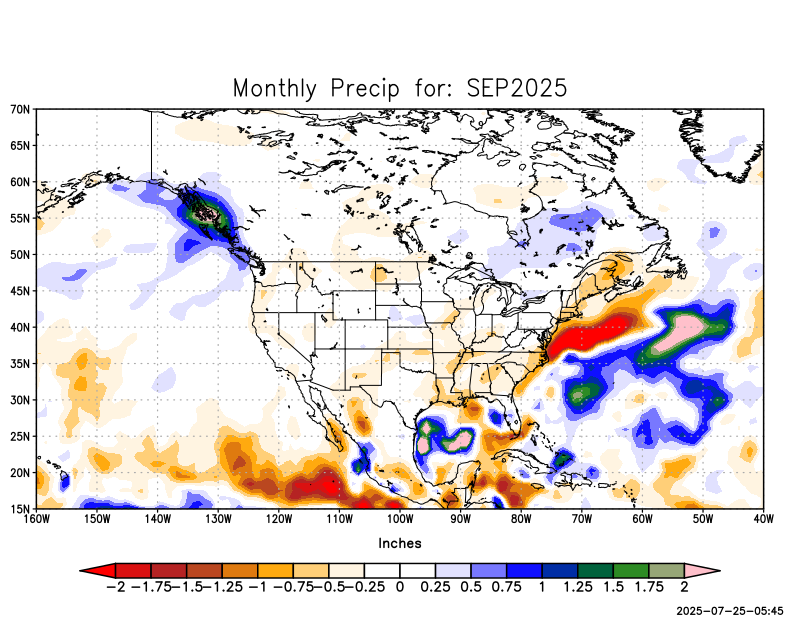 Monthly Precip for: SEP2025
70N
65N
60N
55N
50N
45N
40N
35N
30N
25N
20N
15N
160W 150W 140W 130W 120W 110W 100W 90W 80W 70W 60W 50W 40W
Inches
-2 -1.75 -1.5 -1.25 -1 -0.75 -0.5 -0.25 0 0.25 0.5 0.75 1 1.25 1.5 1.75 2
2025-07-25-05:45